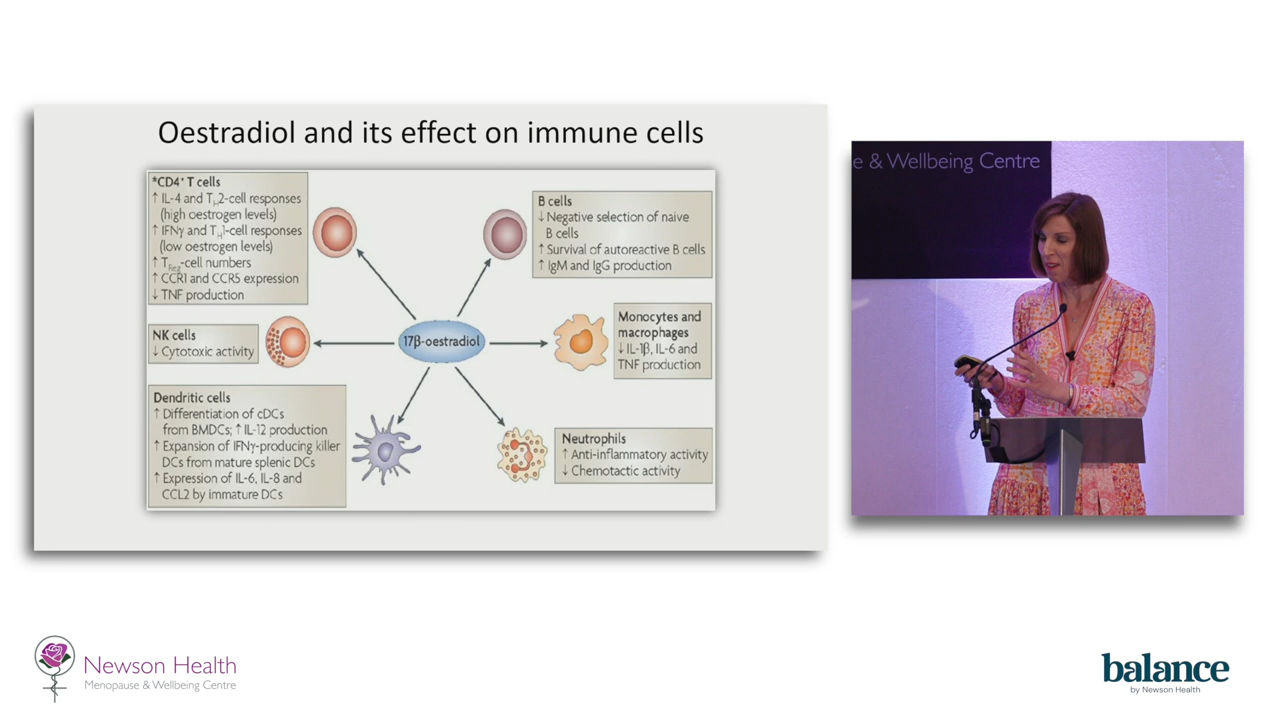 Oestradiol and its effect on immune cells
*CD4⁺ T cells
↑ IL-4 and T_H2-cell responses
(high oestrogen levels)
↑ IFNγ and T_H1-cell responses
(low oestrogen levels)
↑ T_Reg-cell numbers
↑ CCR1 and CCR5 expression
↓ TNF production
B cells
↓ Negative selection of naive
B cells
↑ Survival of autoreactive B cells
↑ IgM and IgG production
NK cells
↓ Cytotoxic activity
17β-oestradiol
Monocytes and
macrophages
↓ IL-1β, IL-6 and
TNF production
Dendritic cells
↑ Differentiation of cDCs
from BMDCs; ↑ IL-12 production
↑ Expansion of IFNγ-producing killer
DCs from mature splenic DCs
↑ Expression of IL-6, IL-8 and
CCL2 by immature DCs
Neutrophils
↑ Anti-inflammatory activity
↓ Chemotactic activity
e & Wellbeing Centre
Newson Health
Menopause & Wellbeing Centre
balance
by Newson Health